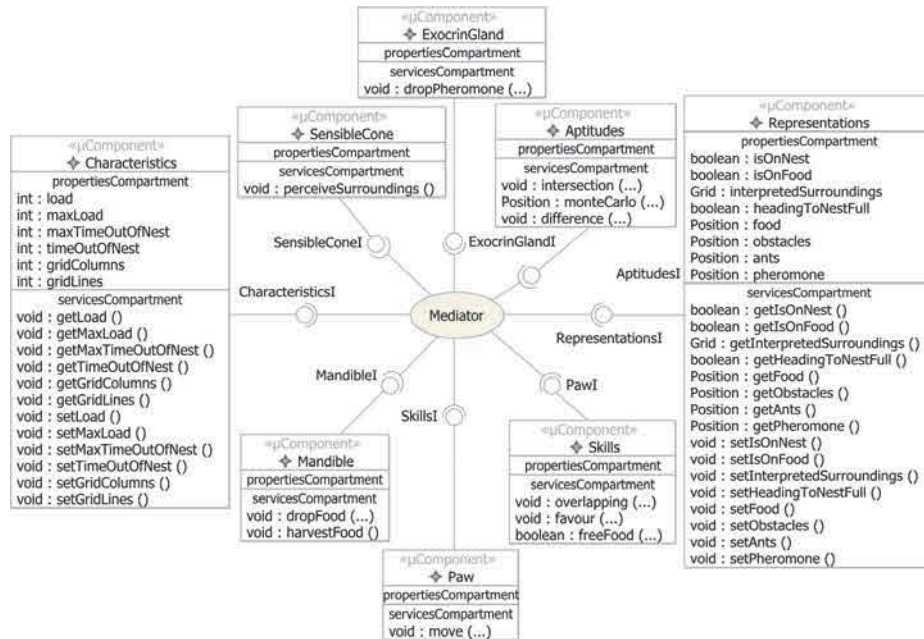 «μComponent»
ExocrinGland
propertiesCompartment
servicesCompartment
void : dropPheromone (...)
«μComponent»
SensibleCone
propertiesCompartment
servicesCompartment
void : perceiveSurroundings ()
«μComponent»
Aptitudes
propertiesCompartment
servicesCompartment
void : intersection (...)
Position : monteCarlo (...)
void : difference (...)
«μComponent»
Representations
propertiesCompartment
boolean : isOnNest
boolean : isOnFood
Grid : interpretedSurroundings
boolean : headingToNestFull
Position : food
Position : obstacles
Position : ants
Position : pheromone
servicesCompartment
boolean : getIsOnNest ()
boolean : getIsOnFood ()
Grid : getInterpretedSurroundings ()
boolean : getHeadingToNestFull ()
Position : getFood ()
Position : getObstacles ()
Position : getAnts ()
Position : getPheromone ()
void : setIsOnNest ()
void : setIsOnFood ()
void : setInterpretedSurroundings ()
void : setHeadingToNestFull ()
void : setFood ()
void : setObstacles ()
void : setAnts ()
void : setPheromone ()
«μComponent»
Characteristics
propertiesCompartment
int : load
int : maxLoad
int : maxTimeOutOfNest
int : timeOutOfNest
int : gridColumns
int : gridLines
servicesCompartment
void : getLoad ()
void : getMaxLoad ()
void : getMaxTimeOutOfNest ()
void : getTimeOutOfNest ()
void : getGridColumns ()
void : getGridLines ()
void : setLoad ()
void : setMaxLoad ()
void : setMaxTimeOutOfNest ()
void : setTimeOutOfNest ()
void : setGridColumns ()
void : setGridLines ()
SensibleConeI
ExocrinGlandI
AptitudesI
CharacteristicsI
Mediator
RepresentationsI
MandibleI
PawI
SkillsI
«μComponent»
Mandible
propertiesCompartment
servicesCompartment
void : dropFood (...)
void : harvestFood ()
«μComponent»
Skills
propertiesCompartment
servicesCompartment
void : overlapping (...)
void : favour (...)
boolean : freeFood (...)
«μComponent»
Paw
propertiesCompartment
servicesCompartment
void : move (...)